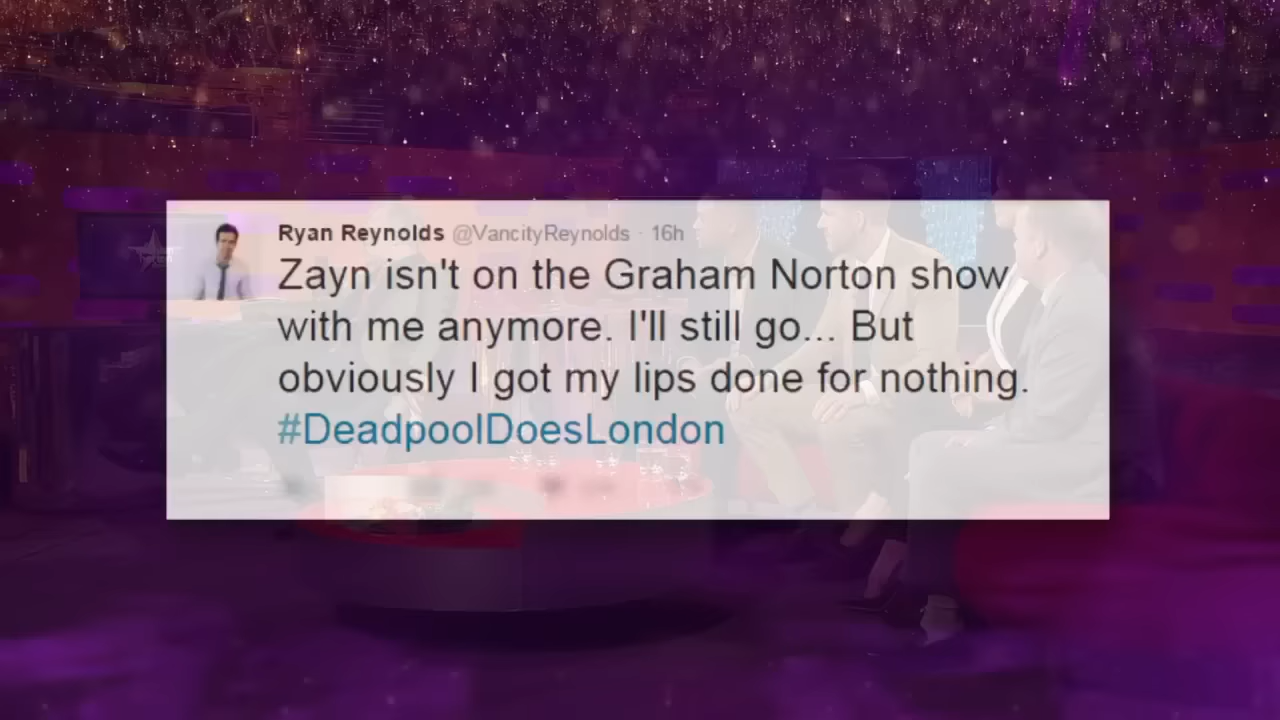 Ryan Reynolds @VancityReynolds · 16h
Zayn isn't on the Graham Norton show
with me anymore. I'll still go... But
obviously I got my lips done for nothing.
#DeadpoolDoesLondon